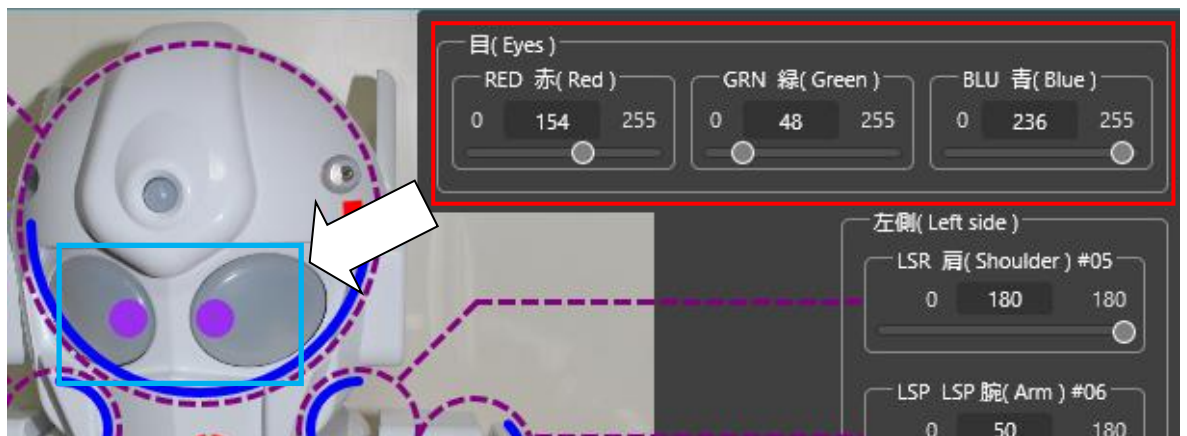 目( Eyes )
RED 赤( Red ) GRN 緑( Green ) BLU 青( Blue )
0 154 255 0 48 255 0 236 255
左側( Left side )
LSR 肩( Shoulder ) #05
0 180 180
LSP LSP 腕( Arm ) #06
0 50 180